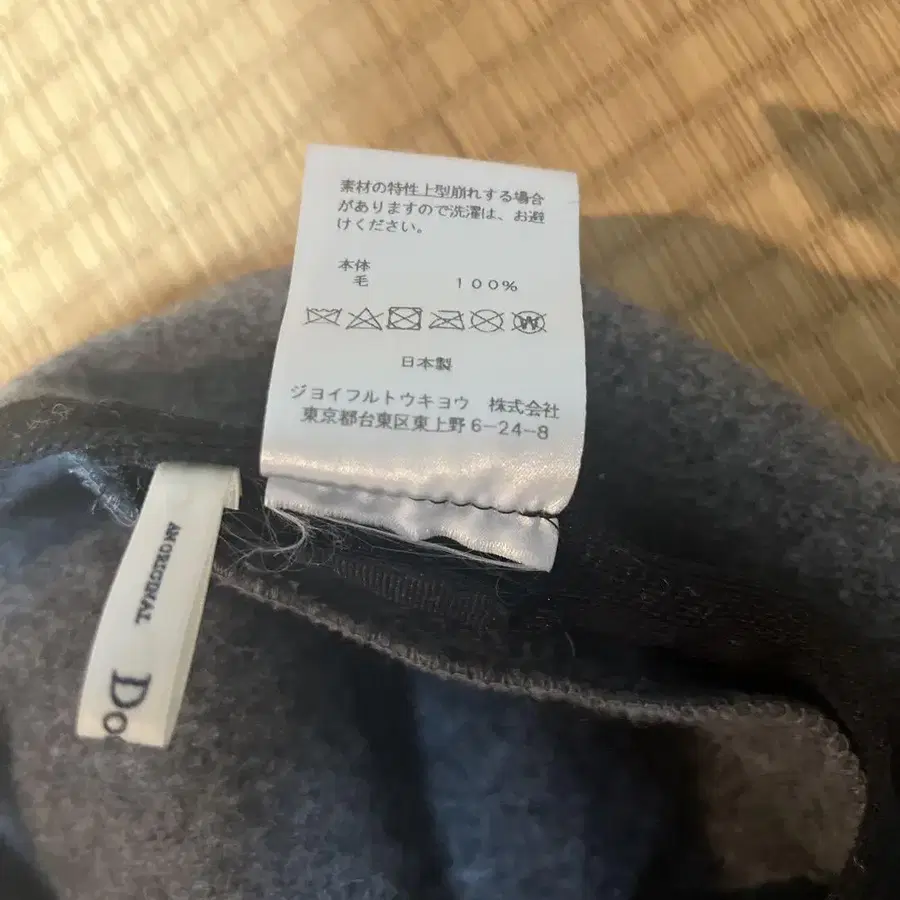 素材の特性上型崩れする場合
がありますので洗濯は、お避
けください。
本体
毛 100%
W
日本製
ジョイフルトウキヨウ 株式会社
東京都台東区東上野6-24-8
AN ORIGINAL
Do